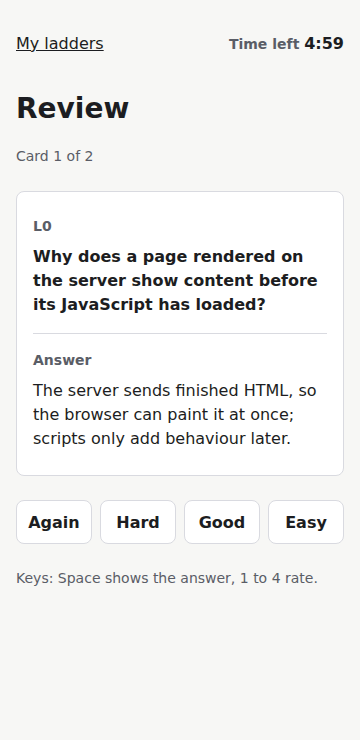 My ladders
Time left 4:59
Review
Card 1 of 2
L0
Why does a page rendered on
the server show content before
its JavaScript has loaded?
Answer
The server sends finished HTML, so
the browser can paint it at once;
scripts only add behaviour later.
Again Hard Good Easy
Keys: Space shows the answer, 1 to 4 rate.